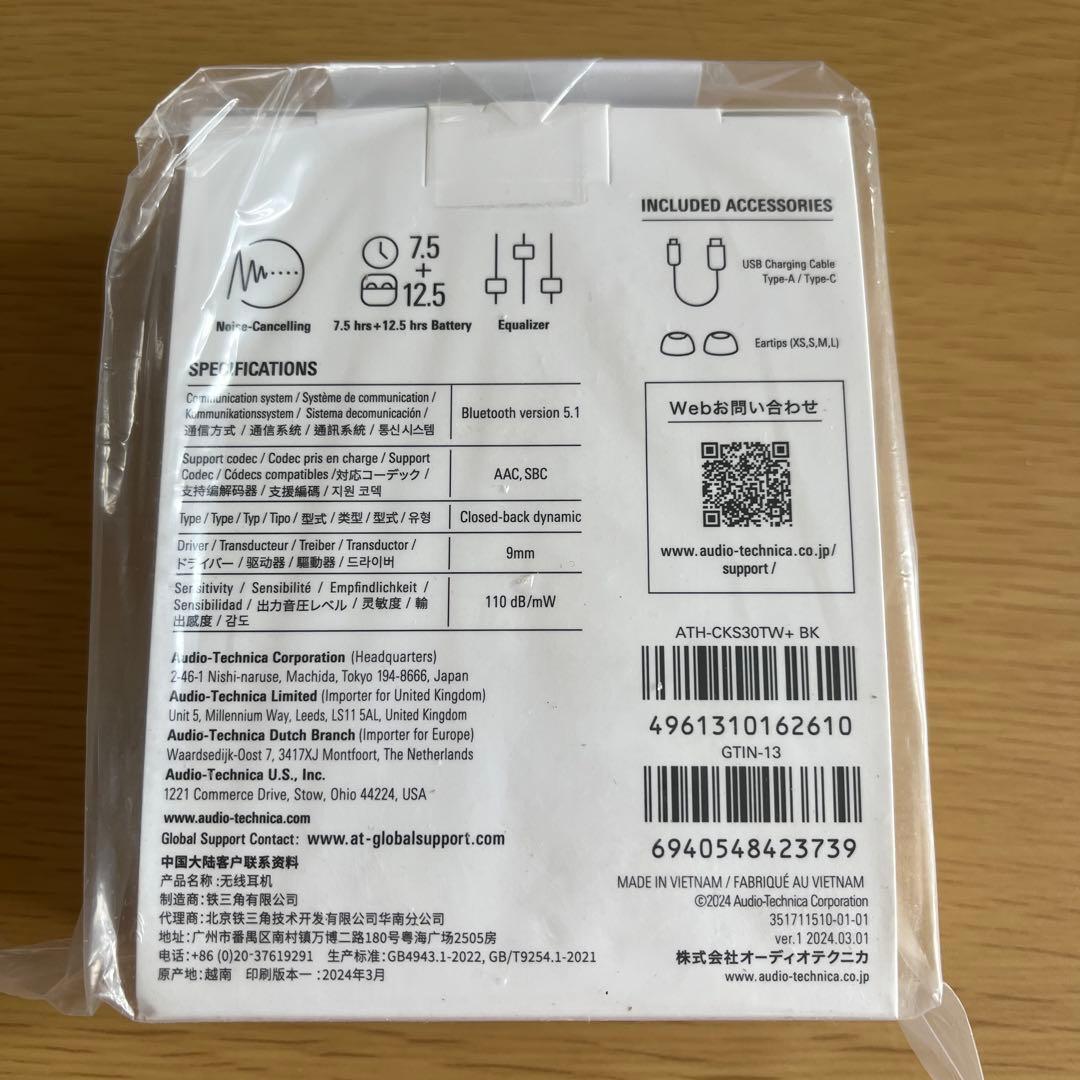 Noise-Cancelling
7.5
+
12.5
7.5 hrs+12.5 hrs Battery
Equalizer
SPECIFICATIONS
Communication system / Système de communication /
Kommunikationssystem / Sistema decomunicación /
通信方式 / 通信系统 / 通訊系統 / 통신 시스템
Bluetooth version 5.1
Support codec / Codec pris en charge / Support
Codec / Códecs compatibles /対応コーデック /
支持编解码器 / 支援編碼 / 지원 코덱
AAC, SBC
Type / Type / Typ / Tipo / 型式 / 类型 / 型式 / 유형
Closed-back dynamic
Driver / Transducteur / Treiber / Transductor /
ドライバー / 驱动器 / 驅動器 / 드라이버
9mm
Sensitivity / Sensibilité / Empfindlichkeit /
Sensibilidad / 出力音圧レベル / 灵敏度 / 輸
出感度 / 감도
110 dB/mW
Audio-Technica Corporation (Headquarters)
2-46-1 Nishi-naruse, Machida, Tokyo 194-8666, Japan
Audio-Technica Limited (Importer for United Kingdom)
Unit 5, Millennium Way, Leeds, LS11 5AL, United Kingdom
Audio-Technica Dutch Branch (Importer for Europe)
Waardsedijk-Oost 7, 3417XJ Montfoort, The Netherlands
Audio-Technica U.S., Inc.
1221 Commerce Drive, Stow, Ohio 44224, USA
www.audio-technica.com
Global Support Contact: www.at-globalsupport.com
中国大陆客户联系资料
产品名称:无线耳机
制造商:铁三角有限公司
代理商:北京铁三角技术开发有限公司华南分公司
地址:广州市番禺区南村镇万博二路180号粤海广场2505房
电话:+86 (0)20-37619291 生产标准:GB4943.1-2022, GB/T9254.1-2021
原产地:越南 印刷版本一:2024年3月
INCLUDED ACCESSORIES
USB Charging Cable
Type-A / Type-C
Eartips (XS,S,M,L)
Webお問い合わせ
www.audio-technica.co.jp/
support/
ATH-CKS30TW+ BK
4961310162610
GTIN-13
6940548423739
MADE IN VIETNAM / FABRIQUÉ AU VIETNAM
©2024 Audio-Technica Corporation
351711510-01-01
ver.1 2024.03.01
株式会社オーディオテクニカ
www.audio-technica.co.jp